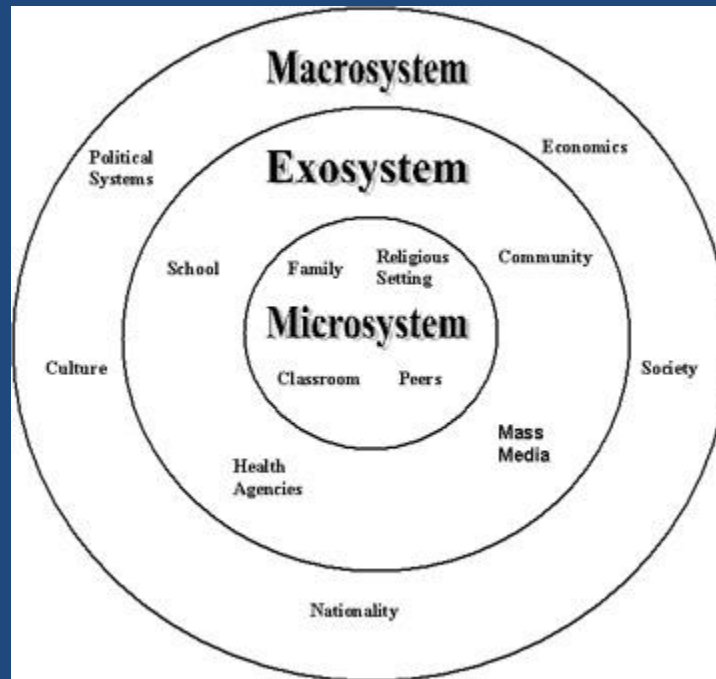 Macrosystem
Political
Systems
Economics
Exosystem
School
Family
Religious
Setting
Community
Microsystem
Culture
Society
Classroom
Peers
Mass
Media
Health
Agencies
Nationality